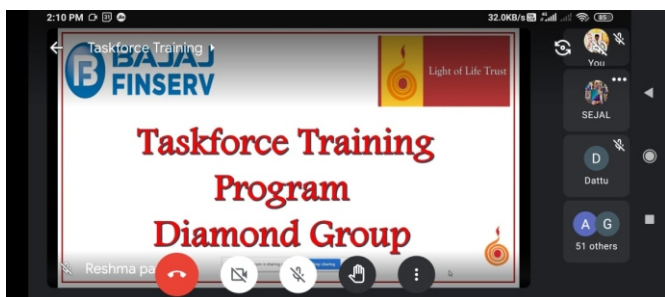 2:10 PM
32.0KB/s
85
Taskforce Training
B BAJAJ
FINSERV
Light of Life Trust
You
Taskforce Training
Program
Diamond Group
SEJAL
D
Dattu
A G
51 others
Reshma pa